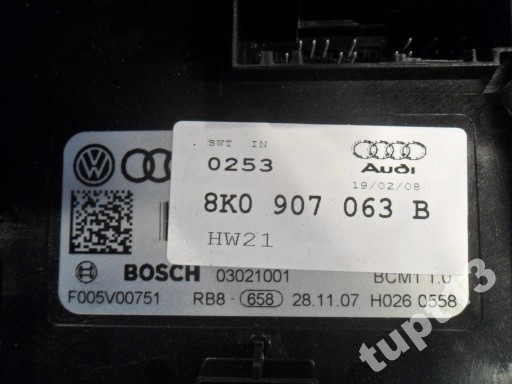 SWT IN
0253
Audi
19/02/08
8K0 907 063 B
HW21
BOSCH 03021001 BCM1 1.0
F005V00751 RB8- 658 28.11.07 H026 0558